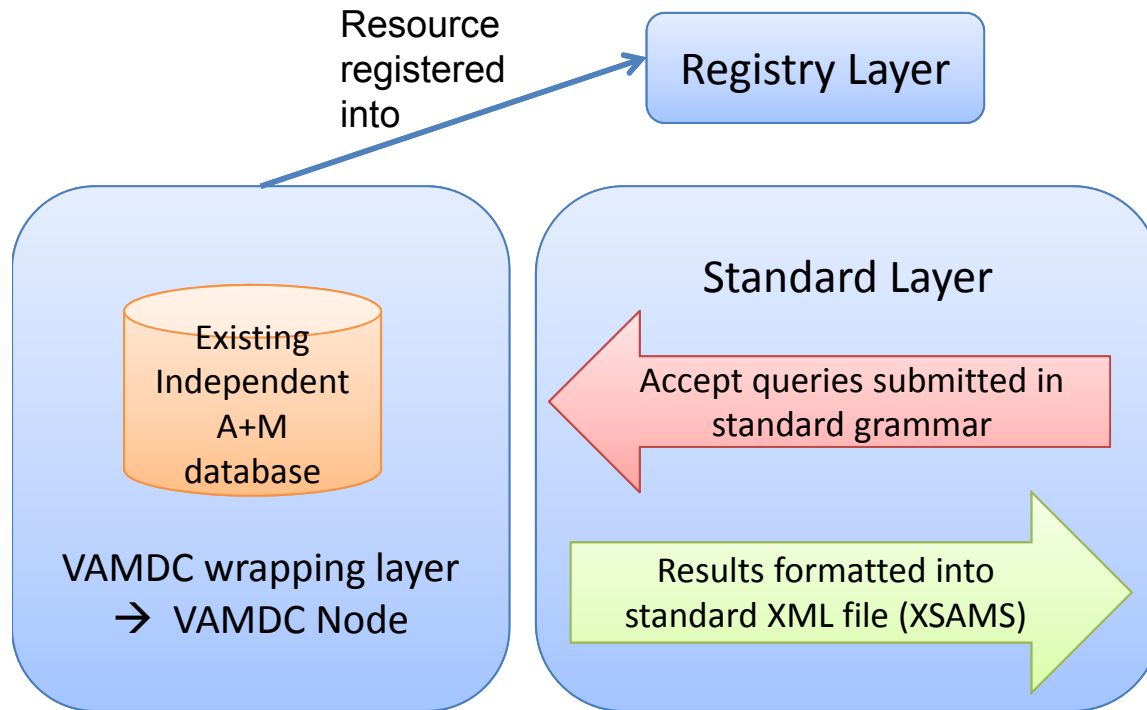 Resource
registered
into
Registry Layer
Existing
Independent
A+M
database
VAMDC wrapping layer
→ VAMDC Node
Standard Layer
Accept queries submitted in
standard grammar
Results formatted into
standard XML file (XSAMS)